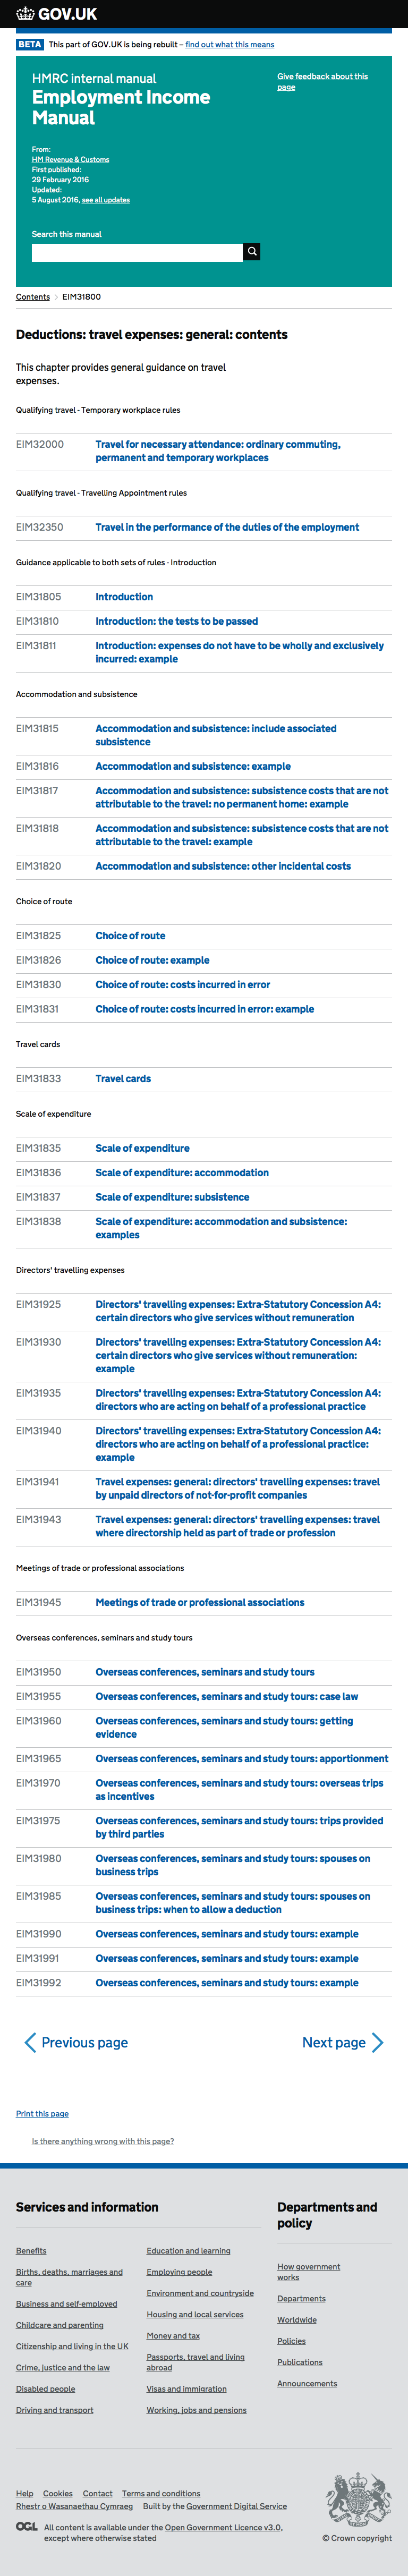 GOV.UK
BETA This part of GOV.UK is being rebuilt – find out what this means
HMRC internal manual
Employment Income
Manual
Give feedback about this
page
From:
HM Revenue & Customs
First published:
29 February 2016
Updated:
5 August 2016, see all updates
Search this manual
Contents > EIM31800
Deductions: travel expenses: general: contents
This chapter provides general guidance on travel
expenses.
Qualifying travel - Temporary workplace rules
EIM32000 Travel for necessary attendance: ordinary commuting,
permanent and temporary workplaces
Qualifying travel - Travelling Appointment rules
EIM32350 Travel in the performance of the duties of the employment
Guidance applicable to both sets of rules - Introduction
EIM31805 Introduction
EIM31810 Introduction: the tests to be passed
EIM31811 Introduction: expenses do not have to be wholly and exclusively
incurred: example
Accommodation and subsistence
EIM31815 Accommodation and subsistence: include associated
subsistence
EIM31816 Accommodation and subsistence: example
EIM31817 Accommodation and subsistence: subsistence costs that are not
attributable to the travel: no permanent home: example
EIM31818 Accommodation and subsistence: subsistence costs that are not
attributable to the travel: example
EIM31820 Accommodation and subsistence: other incidental costs
Choice of route
EIM31825 Choice of route
EIM31826 Choice of route: example
EIM31830 Choice of route: costs incurred in error
EIM31831 Choice of route: costs incurred in error: example
Travel cards
EIM31833 Travel cards
Scale of expenditure
EIM31835 Scale of expenditure
EIM31836 Scale of expenditure: accommodation
EIM31837 Scale of expenditure: subsistence
EIM31838 Scale of expenditure: accommodation and subsistence:
examples
Directors' travelling expenses
EIM31925 Directors' travelling expenses: Extra-Statutory Concession A4:
certain directors who give services without remuneration
EIM31930 Directors' travelling expenses: Extra-Statutory Concession A4:
certain directors who give services without remuneration:
example
EIM31935 Directors' travelling expenses: Extra-Statutory Concession A4:
directors who are acting on behalf of a professional practice
EIM31940 Directors' travelling expenses: Extra-Statutory Concession A4:
directors who are acting on behalf of a professional practice:
example
EIM31941 Travel expenses: general: directors' travelling expenses: travel
by unpaid directors of not-for-profit companies
EIM31943 Travel expenses: general: directors' travelling expenses: travel
where directorship held as part of trade or profession
Meetings of trade or professional associations
EIM31945 Meetings of trade or professional associations
Overseas conferences, seminars and study tours
EIM31950 Overseas conferences, seminars and study tours
EIM31955 Overseas conferences, seminars and study tours: case law
EIM31960 Overseas conferences, seminars and study tours: getting
evidence
EIM31965 Overseas conferences, seminars and study tours: apportionment
EIM31970 Overseas conferences, seminars and study tours: overseas trips
as incentives
EIM31975 Overseas conferences, seminars and study tours: trips provided
by third parties
EIM31980 Overseas conferences, seminars and study tours: spouses on
business trips
EIM31985 Overseas conferences, seminars and study tours: spouses on
business trips: when to allow a deduction
EIM31990 Overseas conferences, seminars and study tours: example
EIM31991 Overseas conferences, seminars and study tours: example
EIM31992 Overseas conferences, seminars and study tours: example
Previous page Next page
Print this page
Is there anything wrong with this page?
Services and information
Benefits
Births, deaths, marriages and
care
Business and self-employed
Childcare and parenting
Citizenship and living in the UK
Crime, justice and the law
Disabled people
Driving and transport
Education and learning
Employing people
Environment and countryside
Housing and local services
Money and tax
Passports, travel and living
abroad
Visas and immigration
Working, jobs and pensions
Departments and
policy
How government
works
Departments
Worldwide
Policies
Publications
Announcements
Help Cookies Contact Terms and conditions
Rhestr o Wasanaethau Cymraeg Built by the Government Digital Service
OGL All content is available under the Open Government Licence v3.0,
except where otherwise stated
© Crown copyright